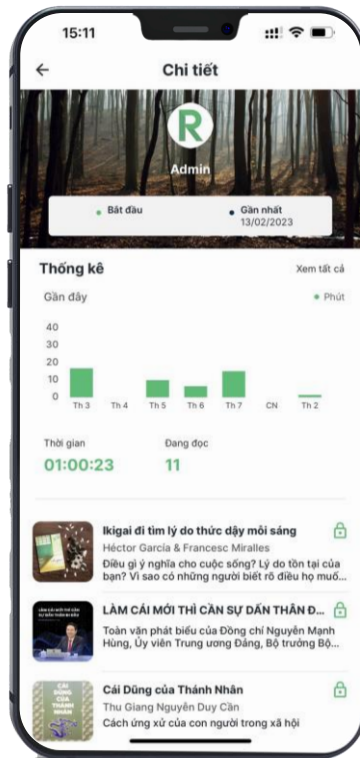 15:11
Chi tiết
R
Admin
Bắt đầu
Gần nhất
13/02/2023
Thống kê
Xem tất cả
Gần đây
Phút
40
30
20
10
0
Th 3 Th 4 Th 5 Th 6 Th 7 CN Th 2
Thời gian
Đang đọc
01:00:23
11
Ikigai đi tìm lý do thức dậy mỗi sáng
Héctor García & Francesc Miralles
Điều gì ý nghĩa cho cuộc sống? Lý do tồn tại của
bạn? Vì sao có những người biết rõ điều họ muố...
LÀM CÁI MỚI THÌ CẦN SỰ DẤN THÂN Đ...
Toàn văn phát biểu của Đồng chí Nguyễn Mạnh
Hùng, Ủy viên Trung ương Đảng, Bộ trưởng Bộ...
CÁI
DŨNG
CỦA
THÁNH
NHÂN
Cái Dũng của Thánh Nhân
Thu Giang Nguyễn Duy Cần
Cách ứng xử của con người trong xã hội